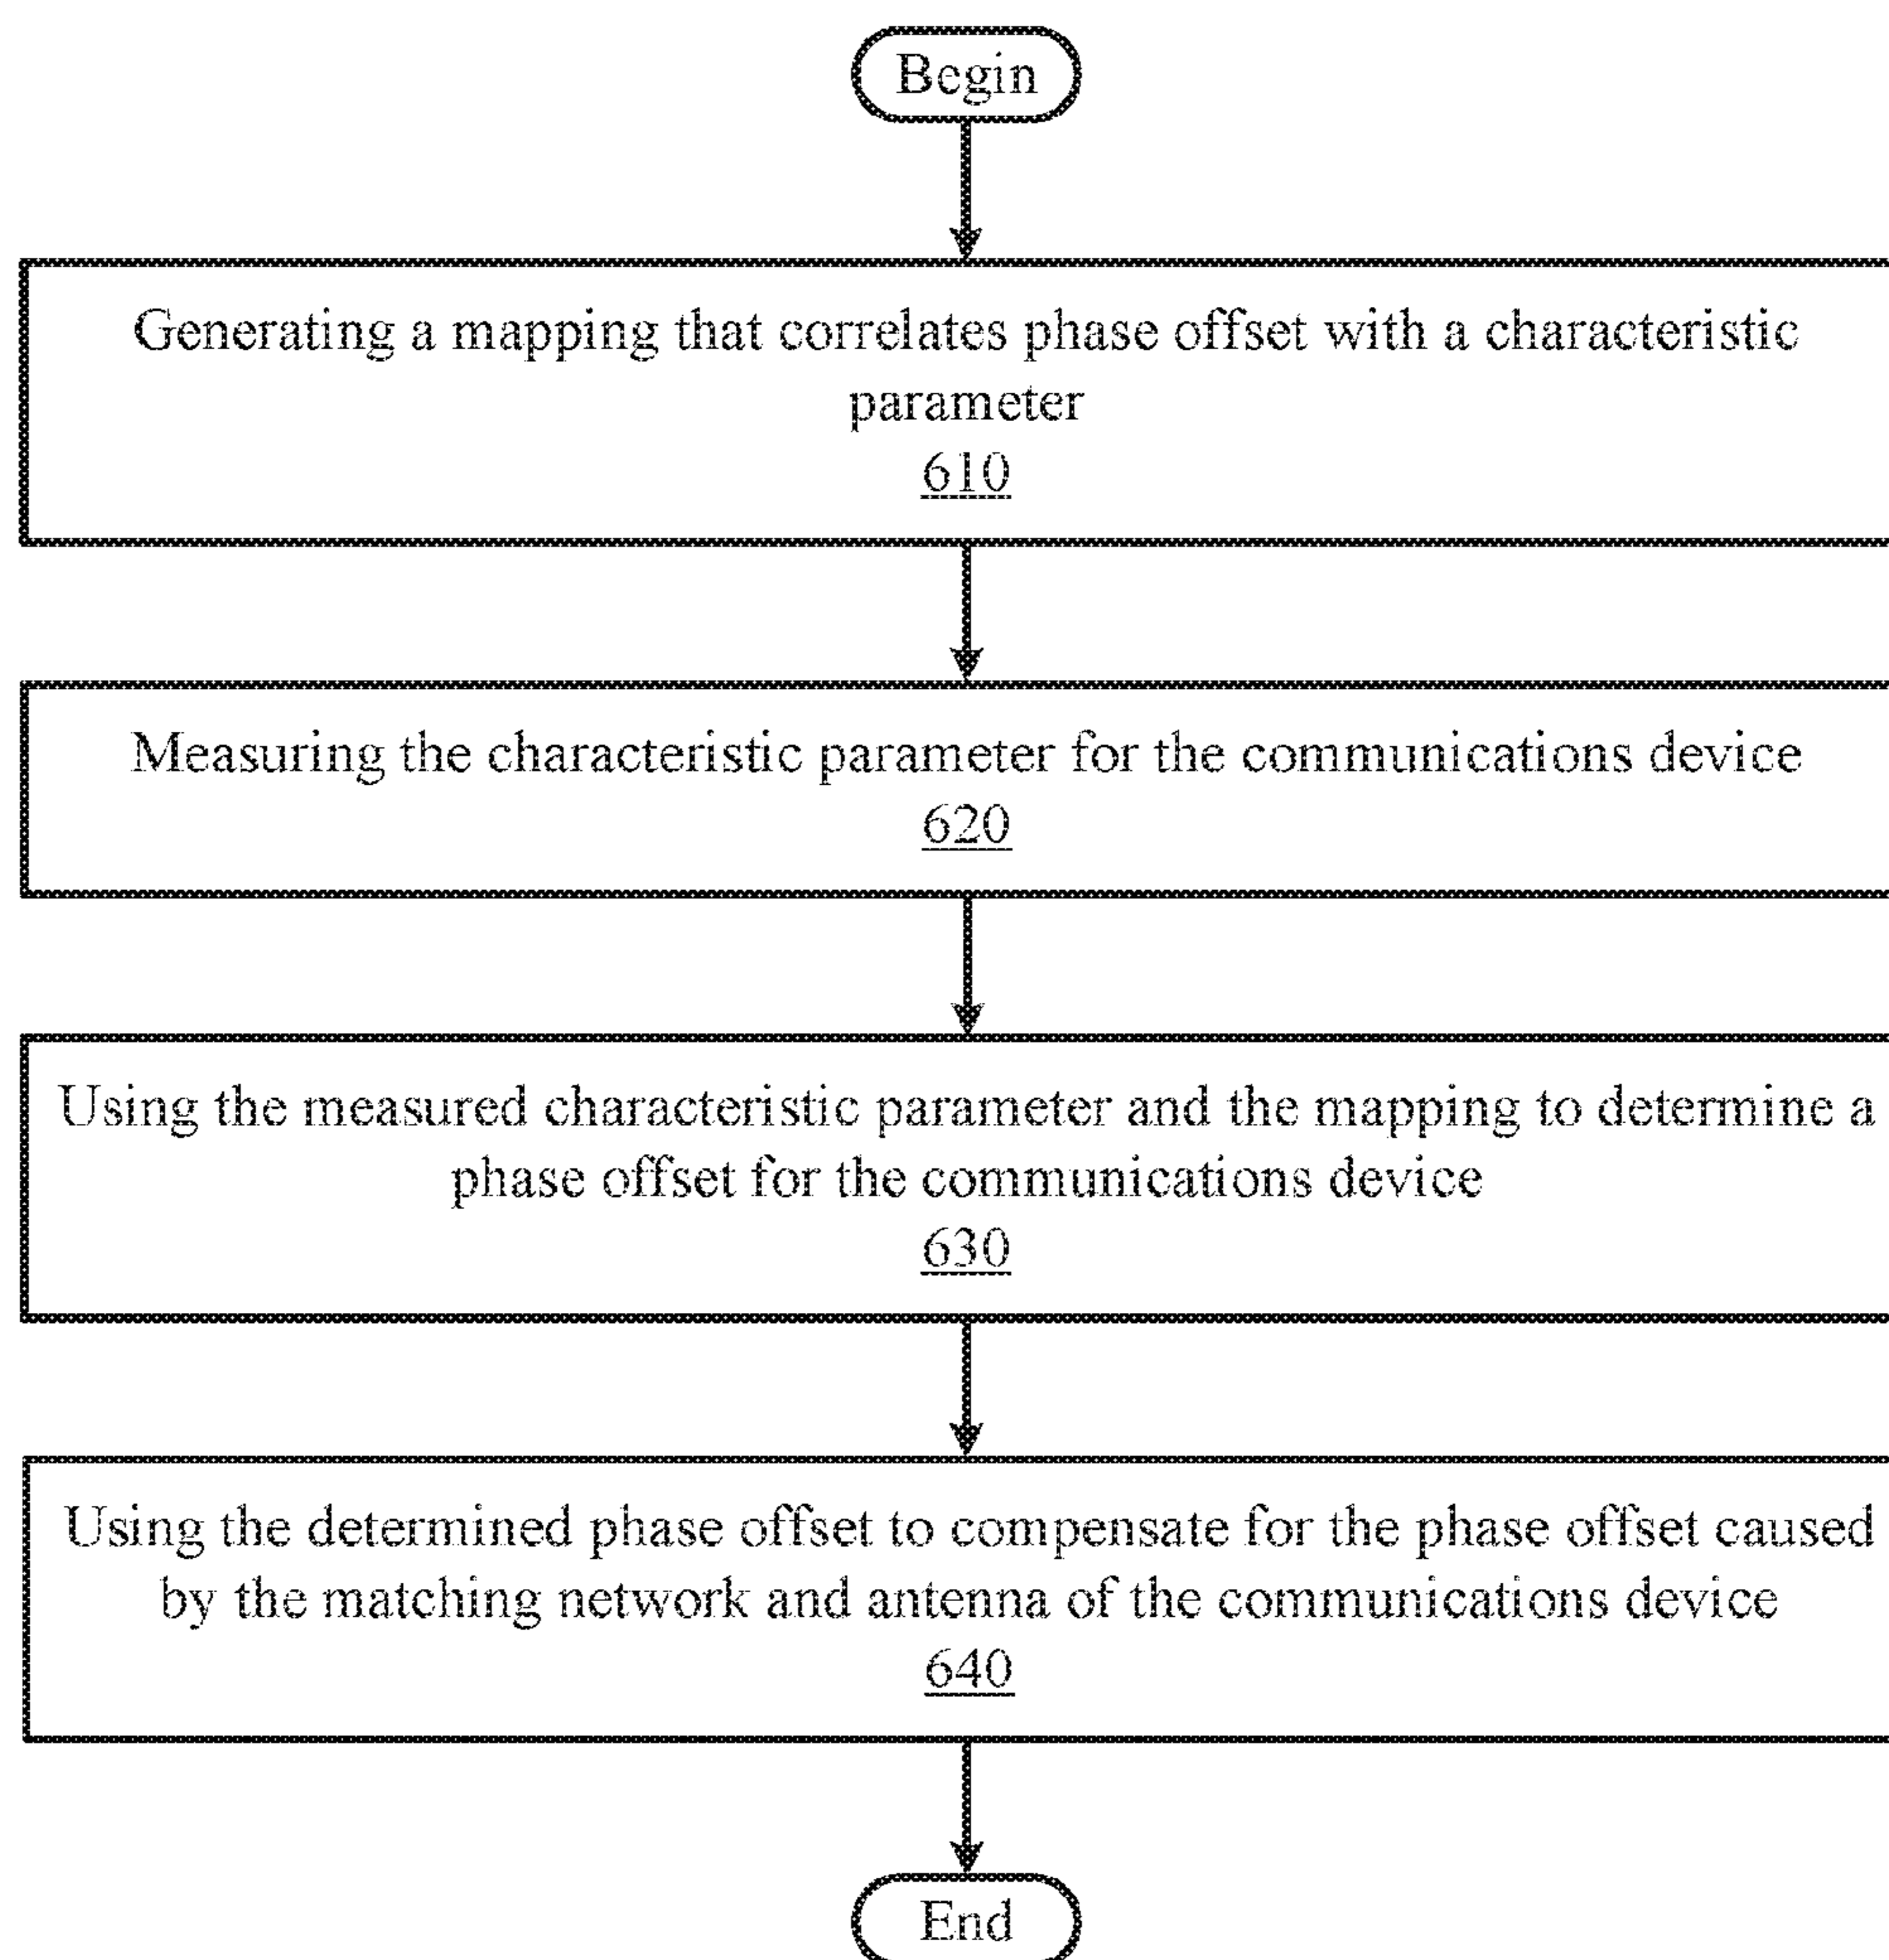 Begin
Generating a mapping that correlates phase offset with a characteristic
parameter
610
Measuring the characteristic parameter for the communications device
620
Using the measured characteristic parameter and the mapping to determine a
phase offset for the communications device
630
Using the determined phase offset to compensate for the phase offset caused
by the matching network and antenna of the communications device
640
End